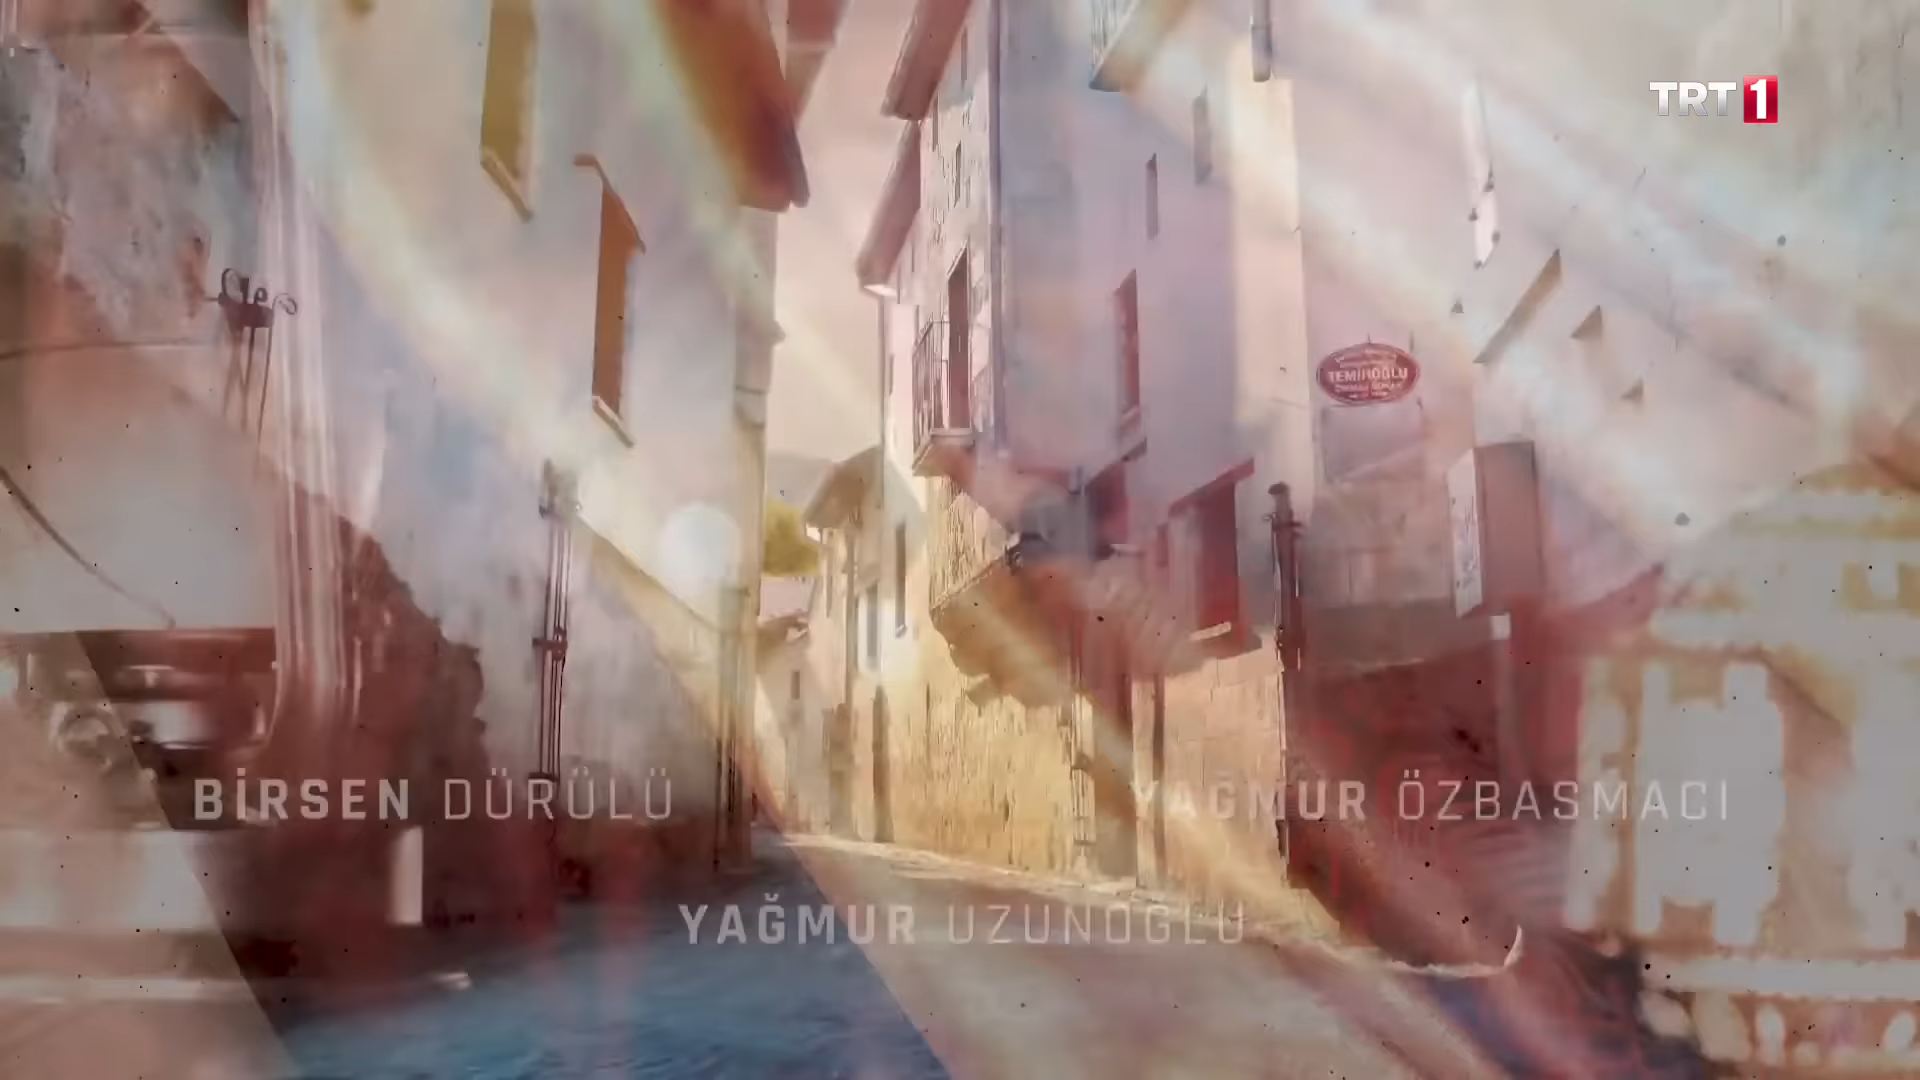 TRT 1
TEMİROĞLU
BİRSEN DÜRÜLÜ
YAĞMUR ÖZBASMACI
YAĞMUR UZUNOĞLU